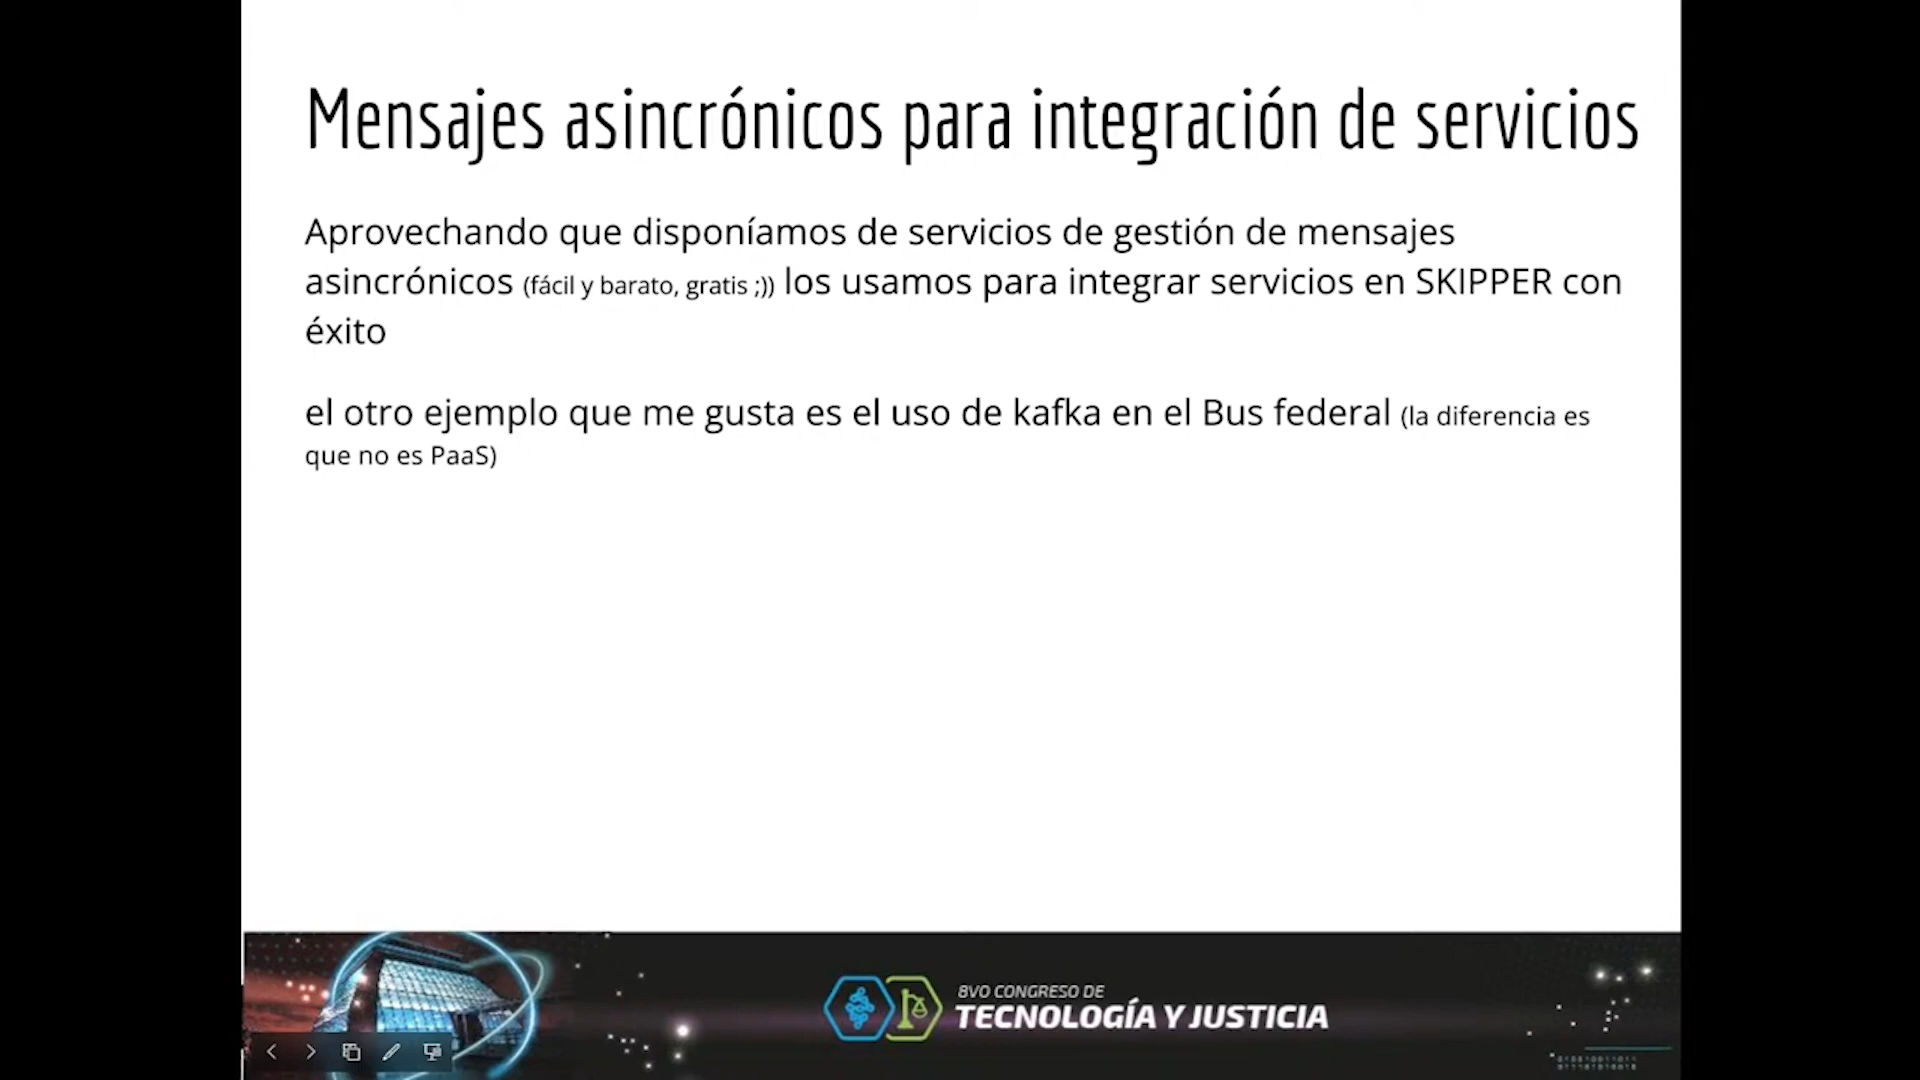 Mensajes asincrónicos para integración de servicios
Aprovechando que disponíamos de servicios de gestión de mensajes
asincrónicos (fácil y barato, gratis ;)) los usamos para integrar servicios en SKIPPER con
éxito
el otro ejemplo que me gusta es el uso de kafka en el Bus federal (la diferencia es
que no es PaaS)
8VO CONGRESO DE
TECNOLOGÍA Y JUSTICIA